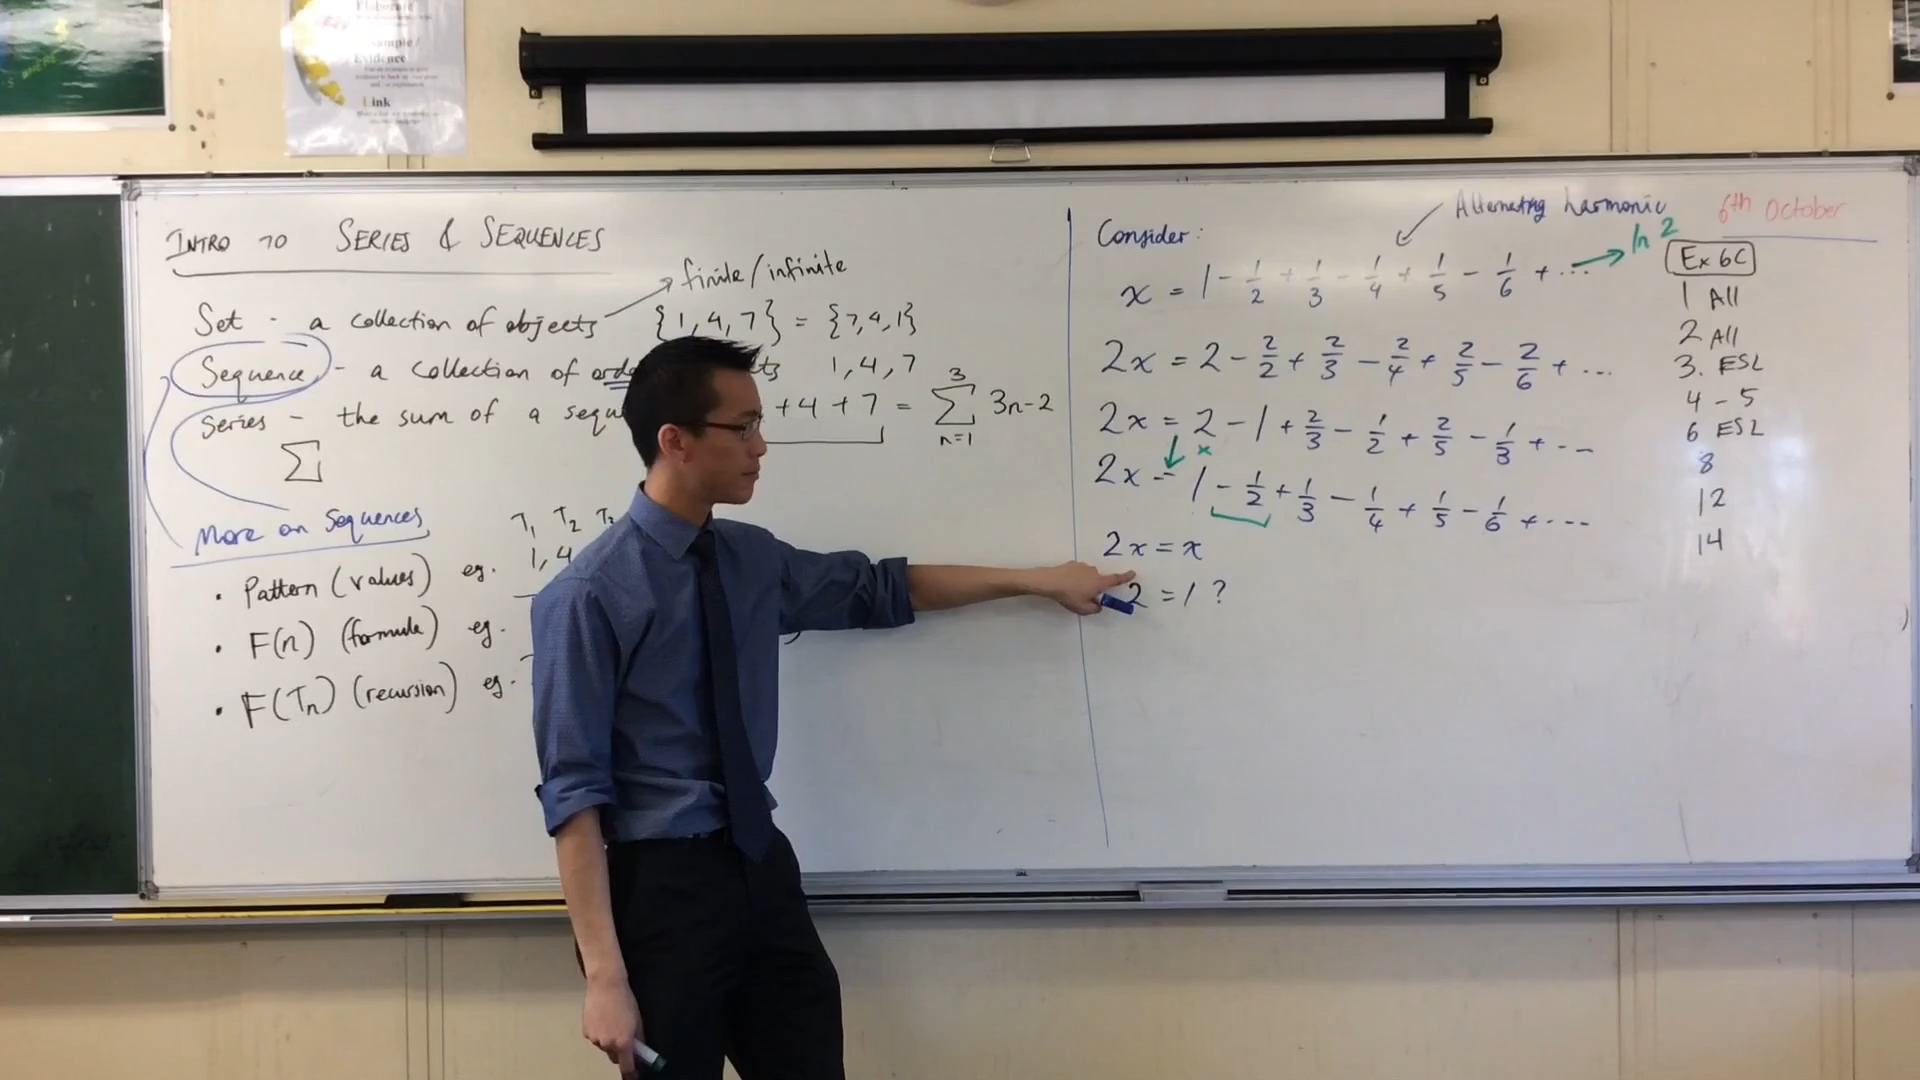 Elaborate
Example /
Evidence
Link
INTRO TO SERIES & SEQUENCES
finite/infinite
Set - a collection of objects {1, 4, 7} = {7, 4, 1}
Sequence - a collection of 1, 4, 7
Series - the sum of a +4+7 = 3 Σ n=1 3n-2
Σ
More on Sequences
T₁ T₂
• Pattern (values) eg. 1, 4
• F(n) (formula) eg.
• F(Tₙ) (recursion) eg.
Alternating harmonic
Consider:
x = 1 - 1/2 + 1/3 - 1/4 + 1/5 - 1/6 + ... → ln 2
2x = 2 - 2/2 + 2/3 - 2/4 + 2/5 - 2/6 + ...
2x = 2 - 1 + 2/3 - 1/2 + 2/5 - 1/3 + ...
x
2x = 1 - 1/2 + 1/3 - 1/4 + 1/5 - 1/6 + ...
2x = x
2 = 1 ?
6th October
Ex 6C
1 All
2 All
3. ESL
4 - 5
6 ESL
8
12
14